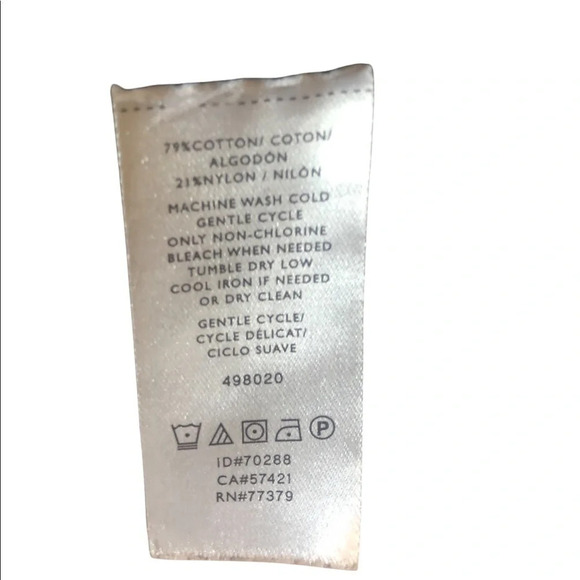 79%COTTON/ COTON/
ALGODÓN
21%NYLON / NILÓN
MACHINE WASH COLD
GENTLE CYCLE
ONLY NON-CHLORINE
BLEACH WHEN NEEDED
TUMBLE DRY LOW
COOL IRON IF NEEDED
OR DRY CLEAN
GENTLE CYCLE/
CYCLE DÉLICAT/
CICLO SUAVE
498020
P
ID#70288
CA#57421
RN#77379